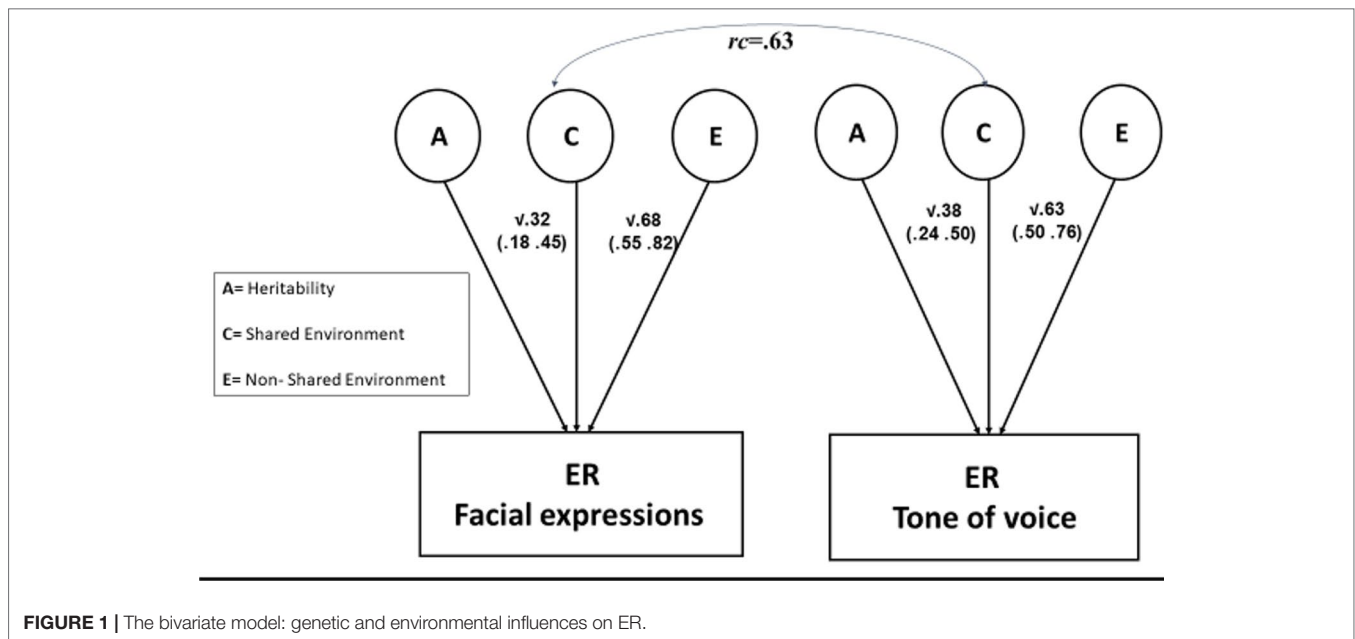 rc=.63
A
C
E
A
C
E
√.32
(.18 .45)
√.68
(.55 .82)
√.38
(.24 .50)
√.63
(.50 .76)
A= Heritability
C= Shared Environment
E= Non- Shared Environment
ER
Facial expressions
ER
Tone of voice
FIGURE 1 | The bivariate model: genetic and environmental influences on ER.